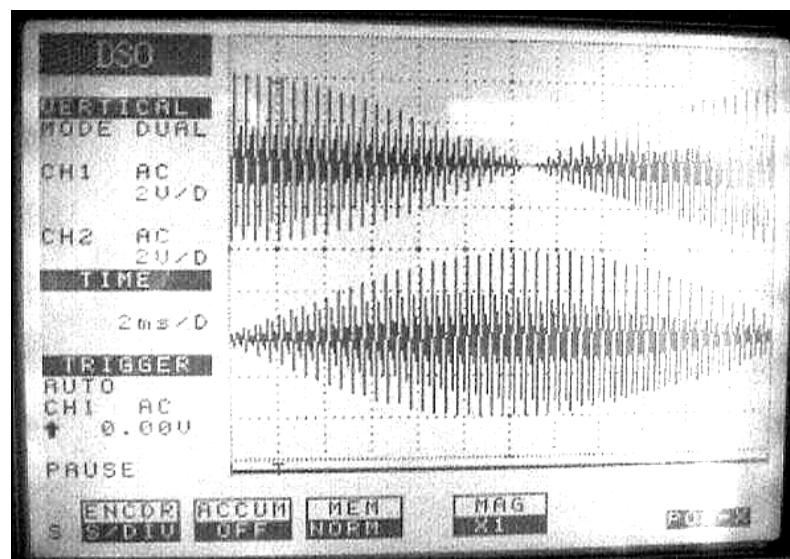 DSO
VERTICAL
MODE DUAL
CH1 AC
2V/D
CH2 AC
2V/D
TIME
2ms/D
TRIGGER
AUTO
CH1 AC
↑ 0.00V
PAUSE
T
S
ENCDR
S/DIV
ACCUM
OFF
MEM
NORM
MAG
X1